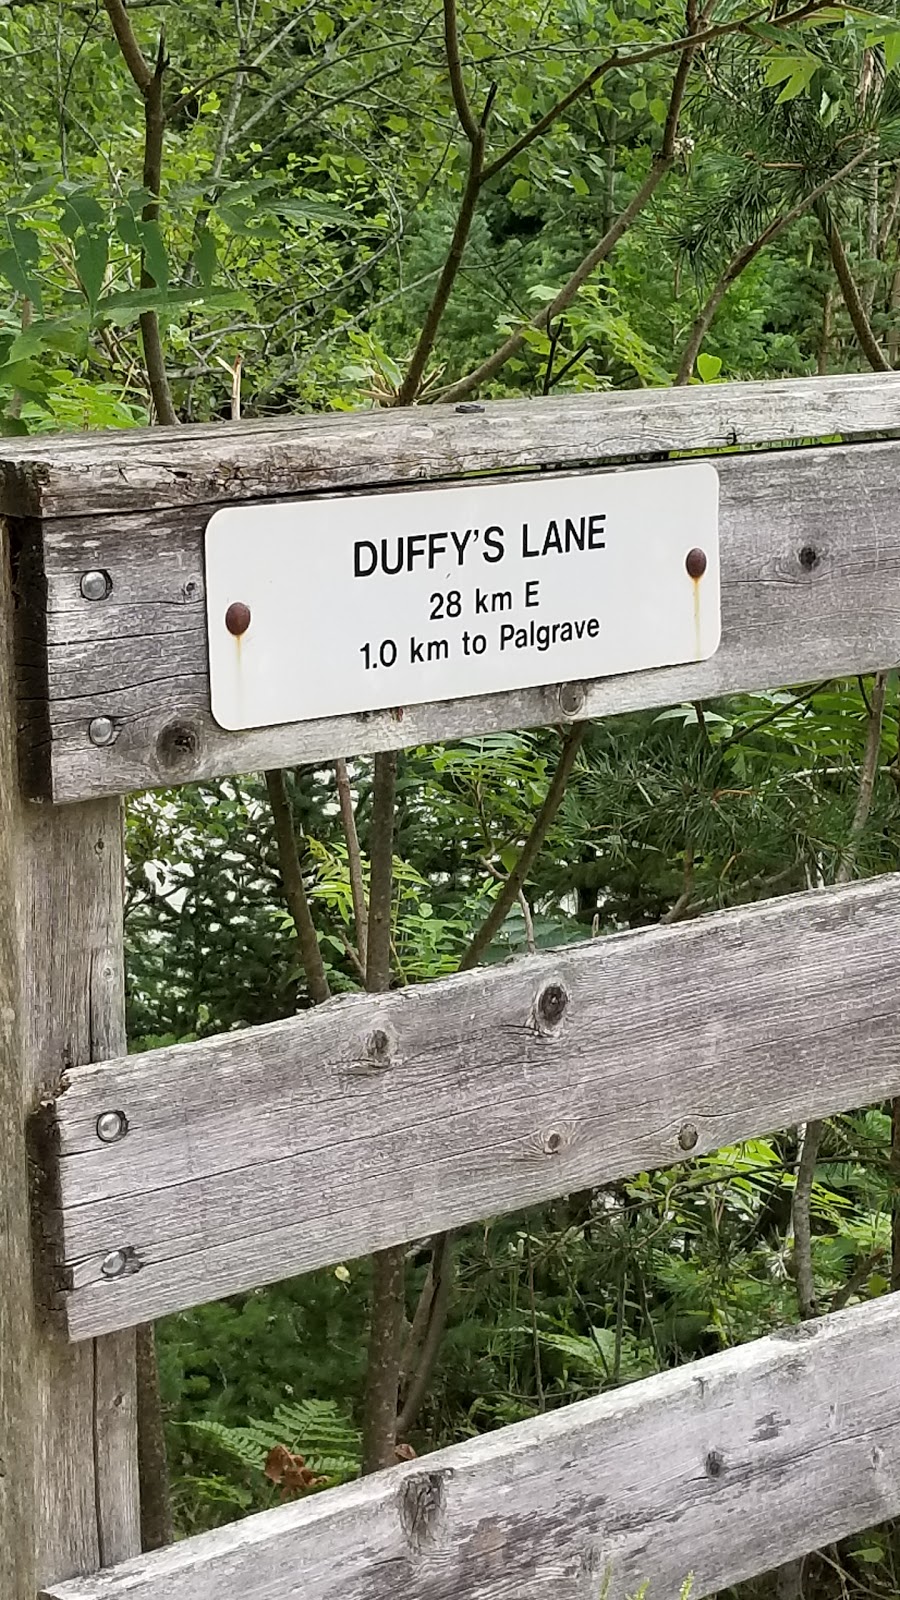 DUFFY'S LANE
28 km E
1.0 km to Palgrave